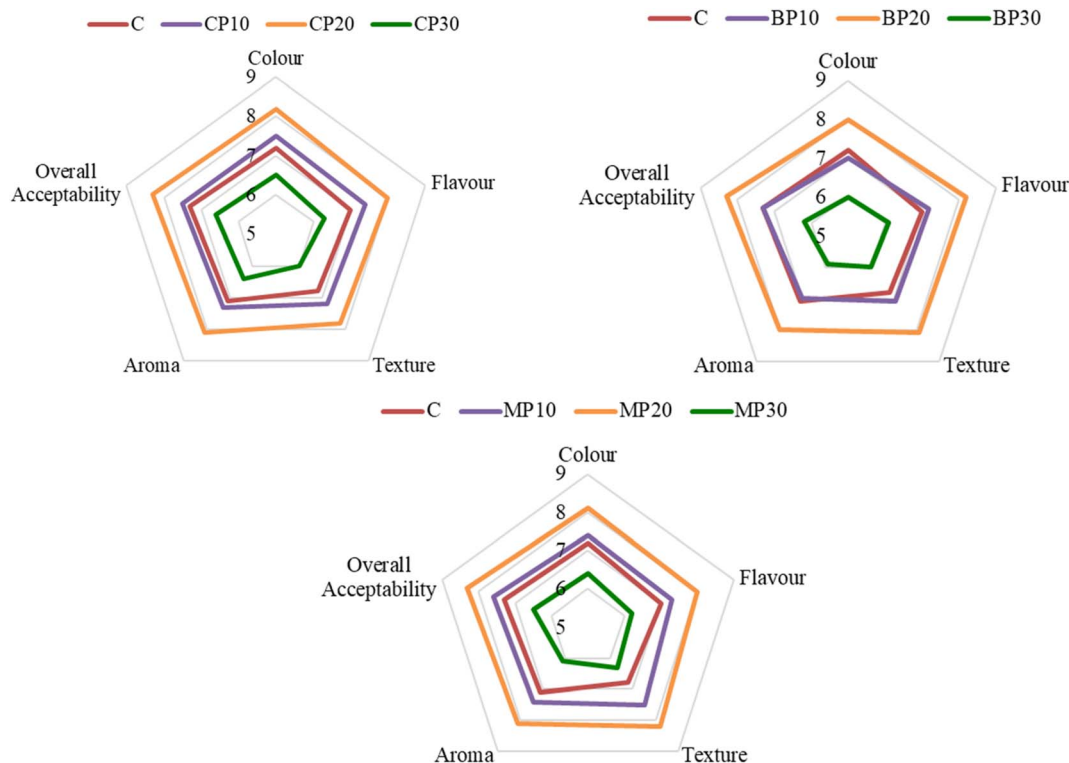 C CP10 CP20 CP30
Colour
9
8
7
6
5
Overall
Acceptability
Flavour
Aroma
Texture
C BP10 BP20 BP30
Colour
9
8
7
6
5
Overall
Acceptability
Flavour
Aroma
Texture
C MP10 MP20 MP30
Colour
9
8
7
6
5
Overall
Acceptability
Flavour
Aroma
Texture